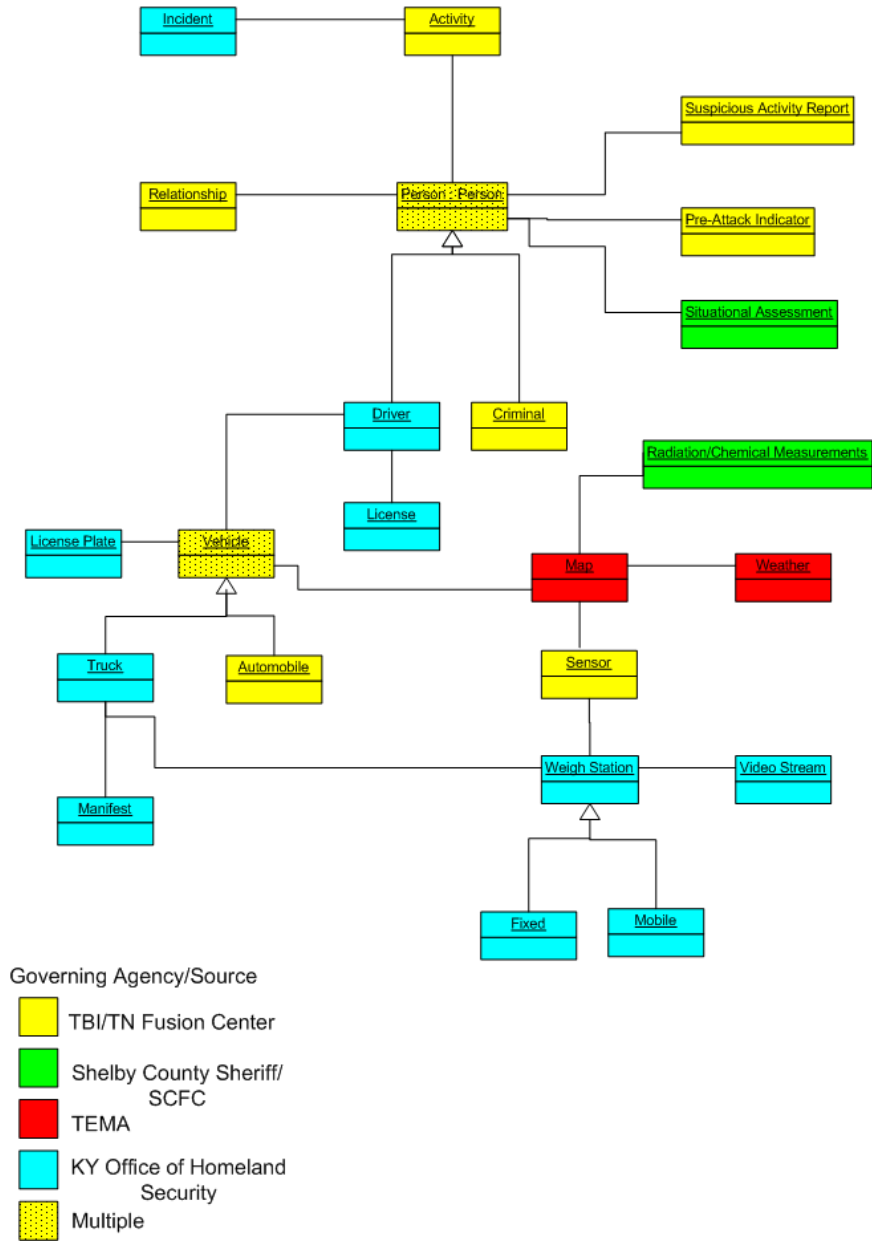 Incident
Activity
Suspicious Activity Report
Relationship
Person : Person
Pre-Attack Indicator
Situational Assessment
Driver
Criminal
Radiation/Chemical Measurements
License
License Plate
Vehicle
Map
Weather
Truck
Automobile
Sensor
Weigh Station
Video Stream
Manifest
Fixed
Mobile
Governing Agency/Source
TBI/TN Fusion Center
Shelby County Sheriff/
SCFC
TEMA
KY Office of Homeland
Security
Multiple